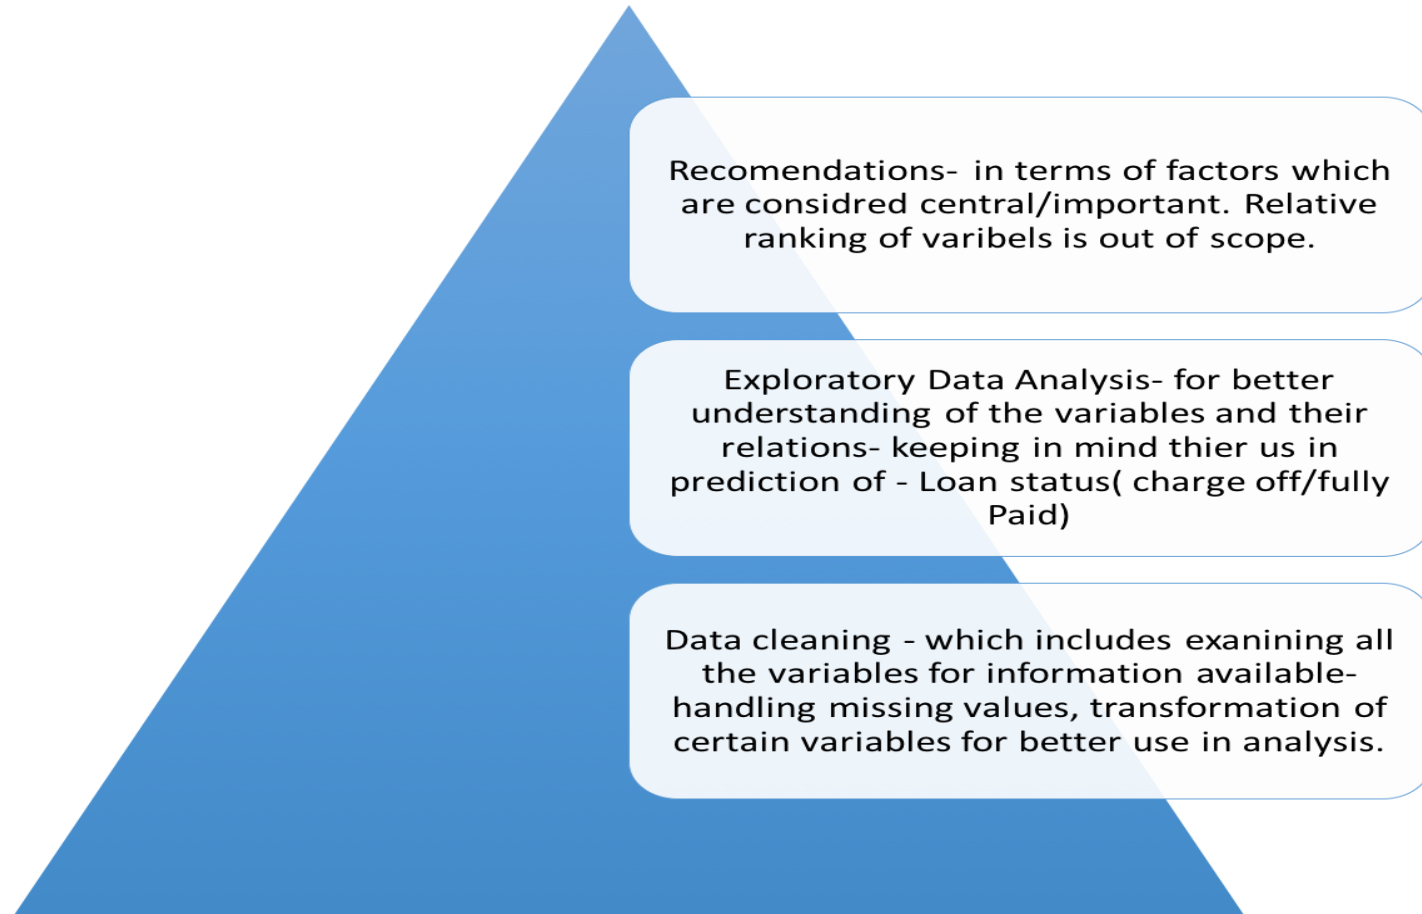 Recomendations- in terms of factors which
are considred central/important. Relative
ranking of varibels is out of scope.
Exploratory Data Analysis- for better
understanding of the variables and their
relations- keeping in mind thier us in
prediction of - Loan status( charge off/fully
Paid)
Data cleaning - which includes exanining all
the variables for information available-
handling missing values, transformation of
certain variables for better use in analysis.